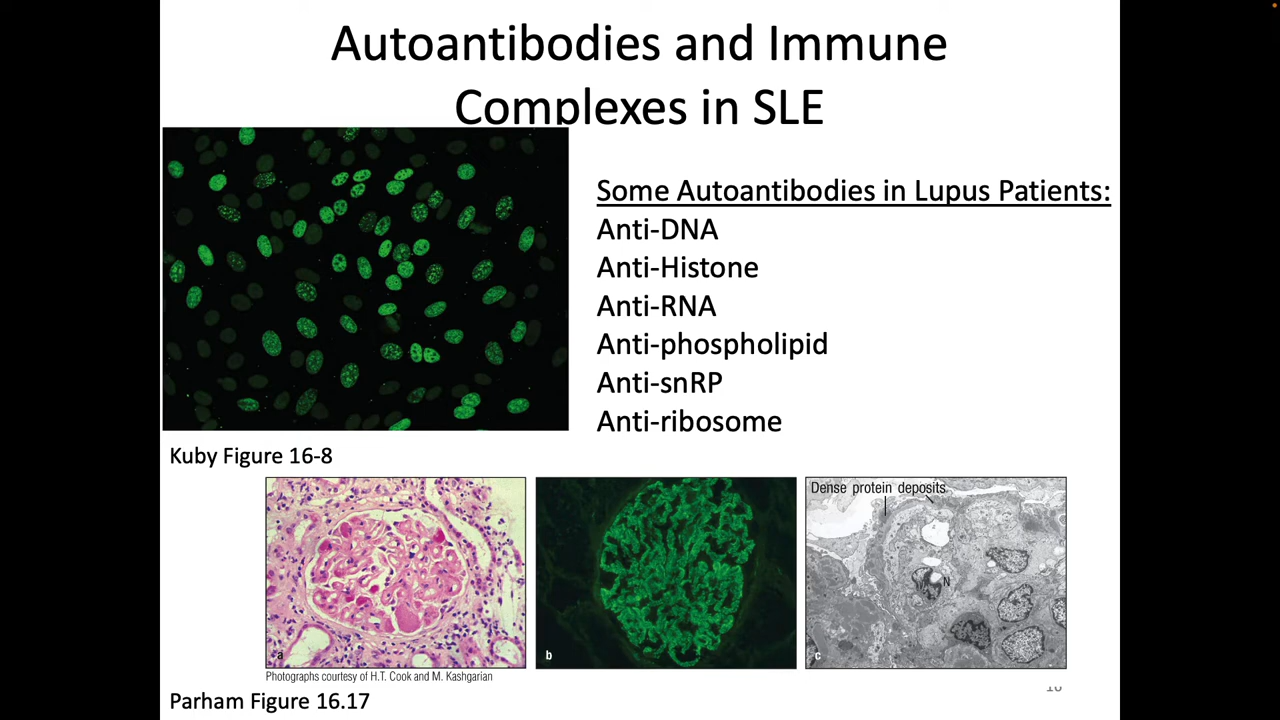 Autoantibodies and Immune
Complexes in SLE
Some Autoantibodies in Lupus Patients:
Anti-DNA
Anti-Histone
Anti-RNA
Anti-phospholipid
Anti-snRP
Anti-ribosome
Kuby Figure 16-8
Dense protein deposits
N
a
b
c
Photographs courtesy of H.T. Cook and M. Kashgarian
Parham Figure 16.17